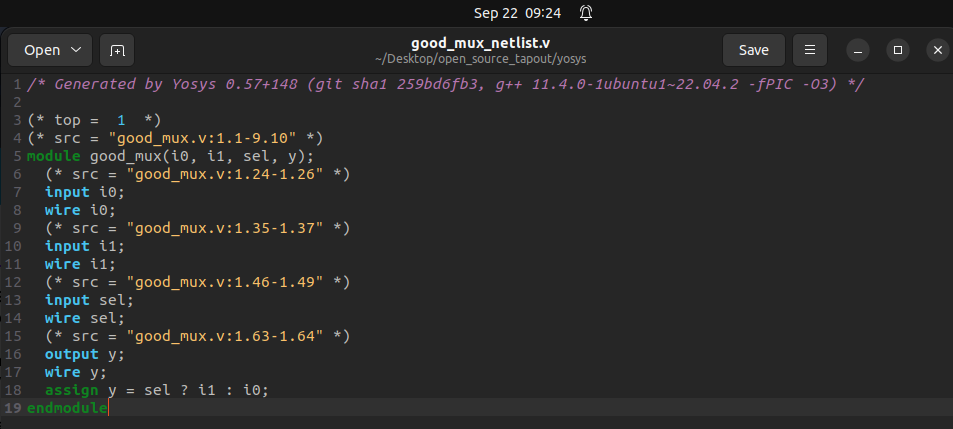 Sep 22 09:24
Open
good_mux_netlist.v
~/Desktop/open_source_tapout/yosys
Save
1 /* Generated by Yosys 0.57+148 (git sha1 259bd6fb3, g++ 11.4.0-1ubuntu1~22.04.2 -fPIC -O3) */
2
3 (* top =  1  *)
4 (* src = "good_mux.v:1.1-9.10" *)
5 module good_mux(i0, i1, sel, y);
6   (* src = "good_mux.v:1.24-1.26" *)
7   input i0;
8   wire i0;
9   (* src = "good_mux.v:1.35-1.37" *)
10   input i1;
11   wire i1;
12   (* src = "good_mux.v:1.46-1.49" *)
13   input sel;
14   wire sel;
15   (* src = "good_mux.v:1.63-1.64" *)
16   output y;
17   wire y;
18   assign y = sel ? i1 : i0;
19 endmodule